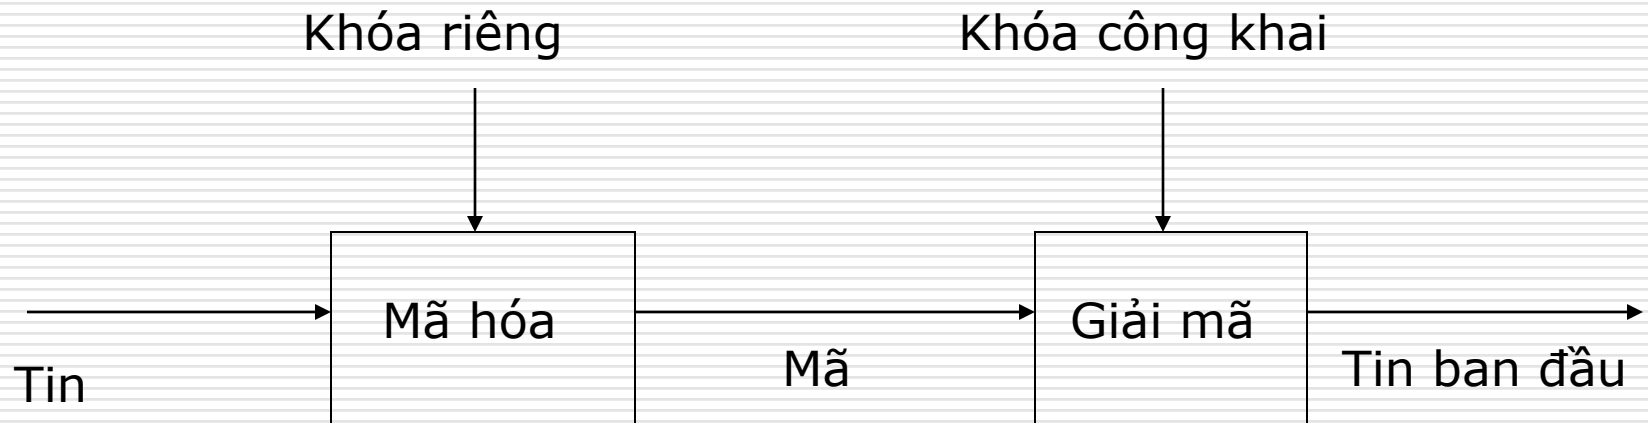 Khóa riêng
Khóa công khai
Mã hóa
Giải mã
Tin
Mã
Tin ban đầu